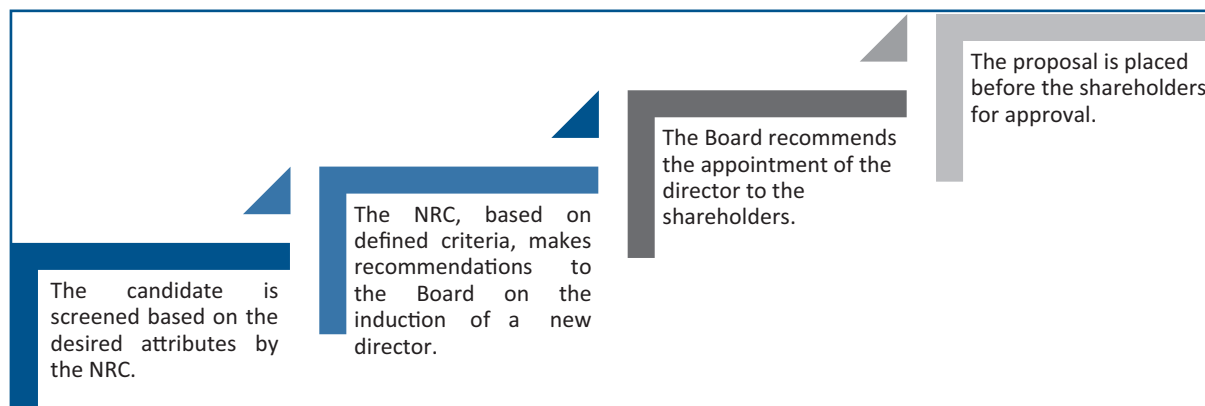 The candidate is
screened based on the
desired attributes by
the NRC.
The NRC, based on
defined criteria, makes
recommendations to
the Board on the
induction of a new
director.
The Board recommends
the appointment of the
director to the
shareholders.
The proposal is placed
before the shareholders
for approval.